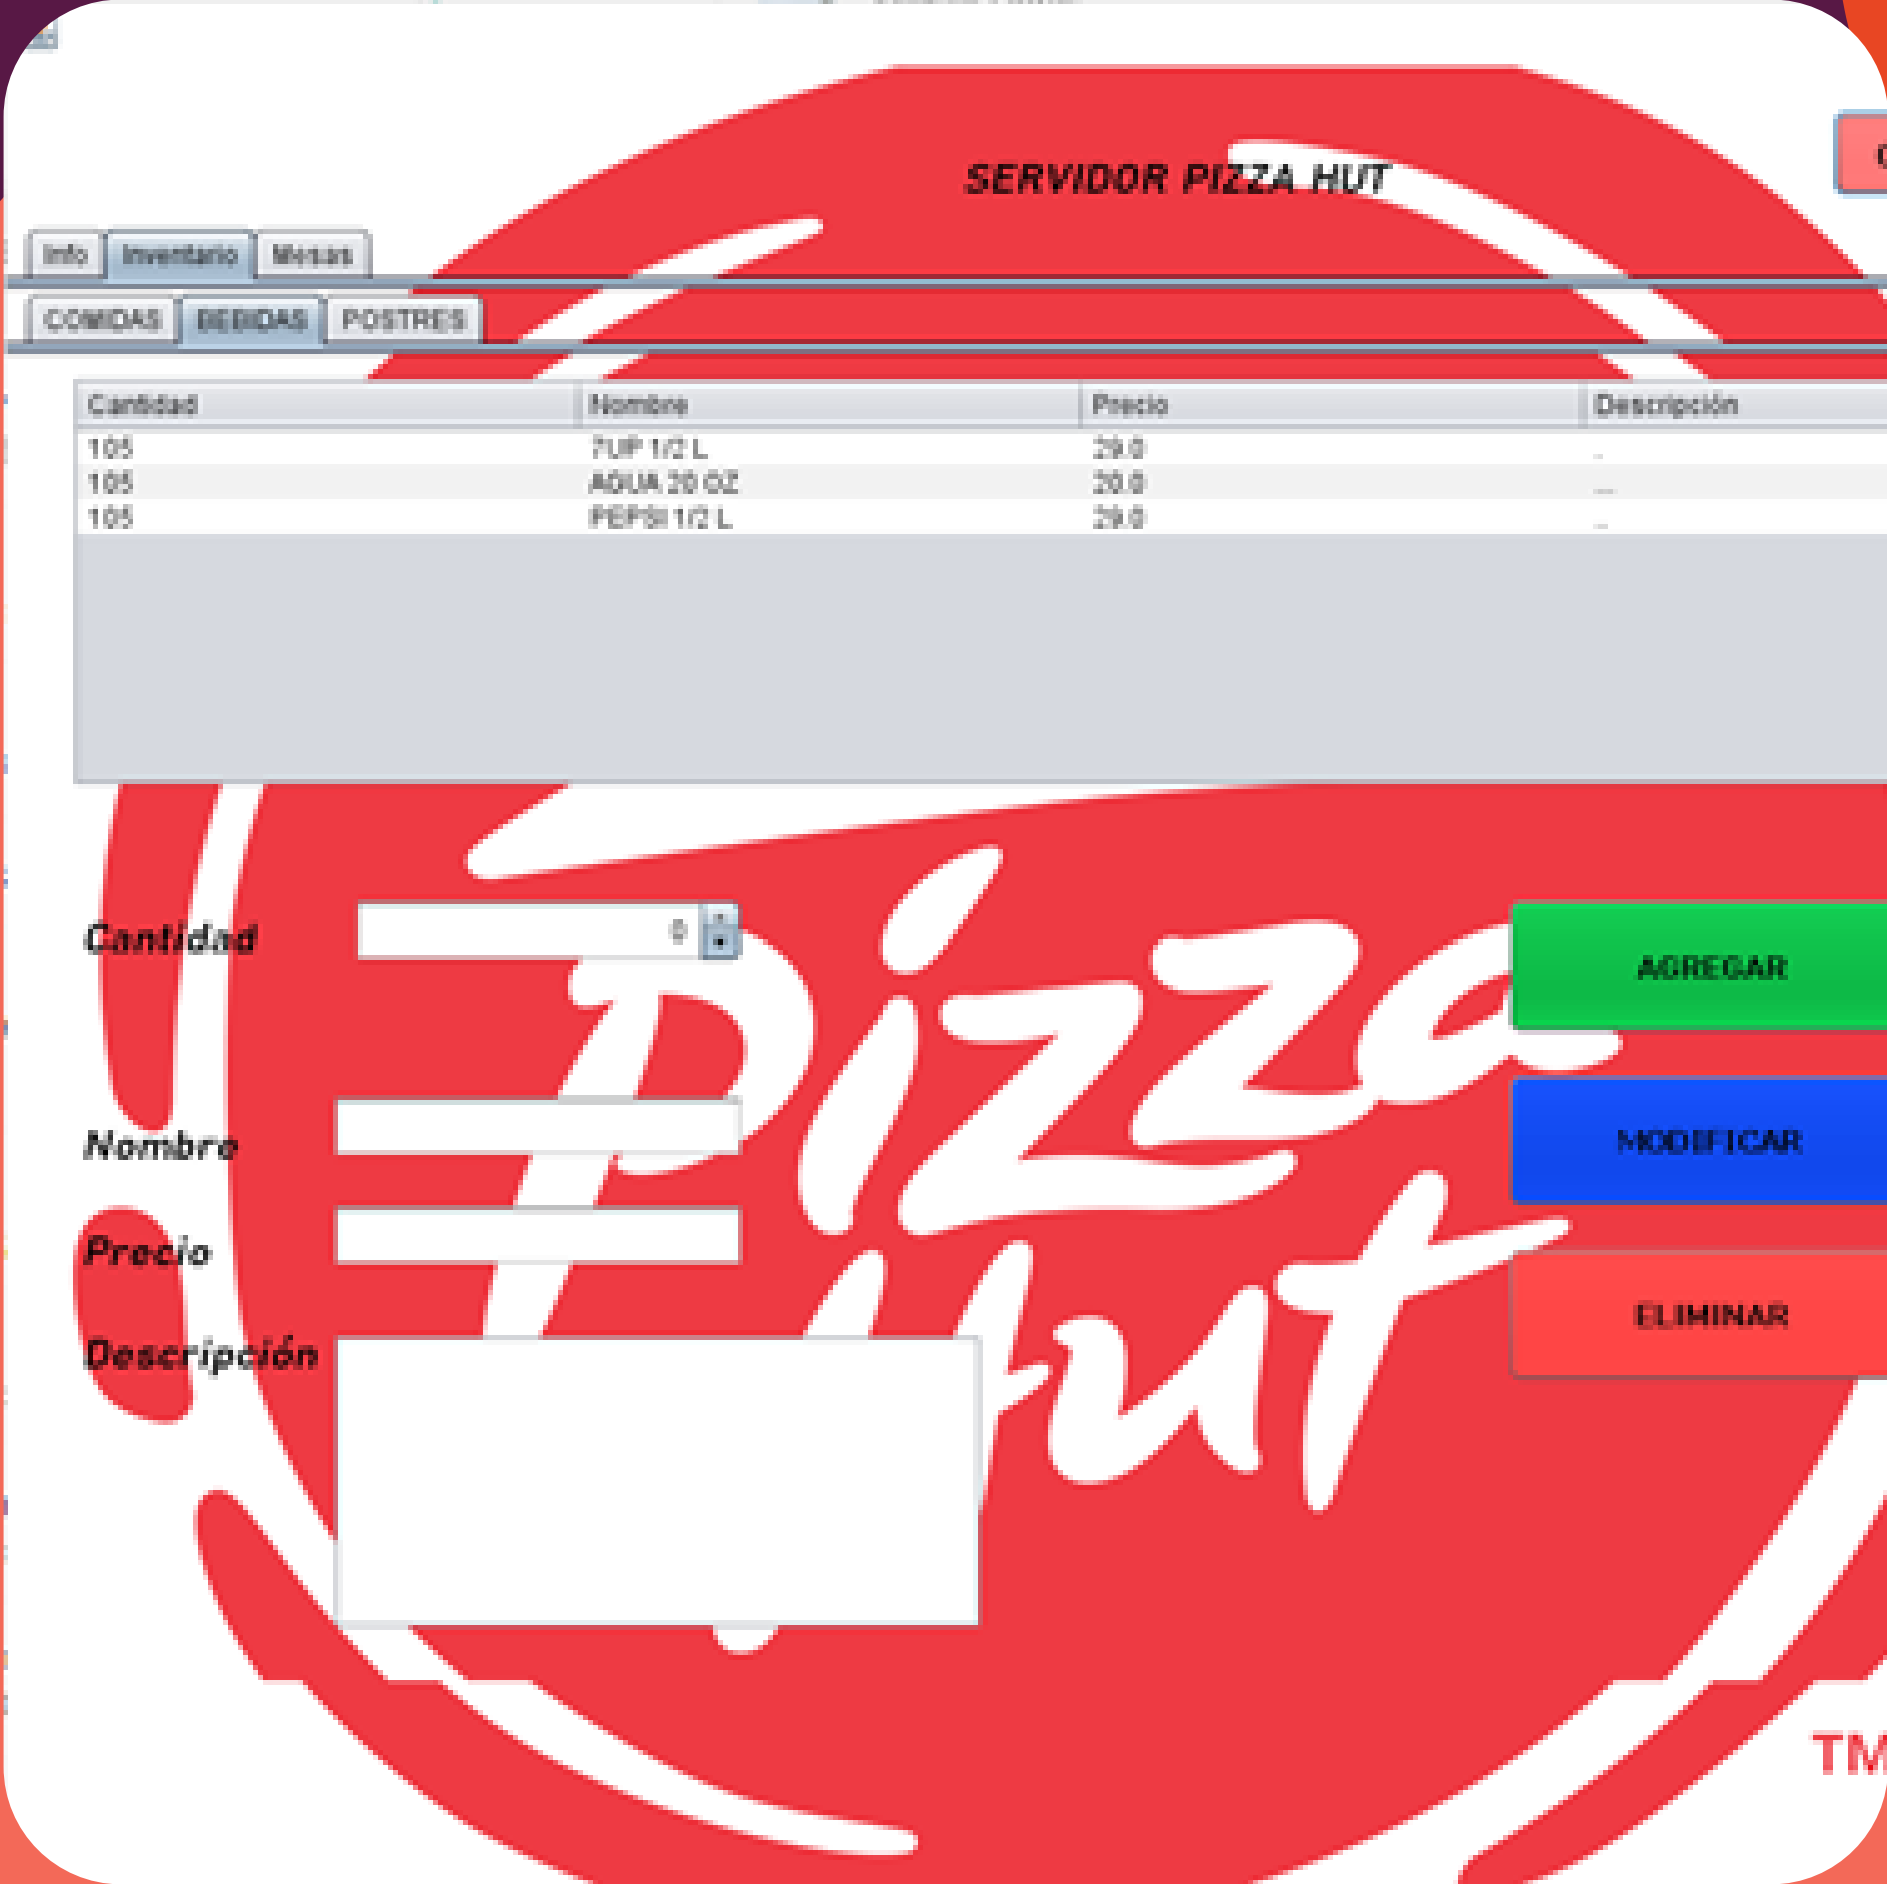 SERVIDOR PIZZA HUT
Info Inventario Mesas
COMIDAS BEBIDAS POSTRES
Cantidad Nombre Precio Descripción
105 7UP 1/2 L 29.0 ..
105 AGUA 20 OZ 20.0 ...
105 PEPSI 1/2 L 29.0 ..
Cantidad 0
AGREGAR
Nombre
MODIFICAR
Precio
ELIMINAR
Descripción
Pizza
Hut
TM